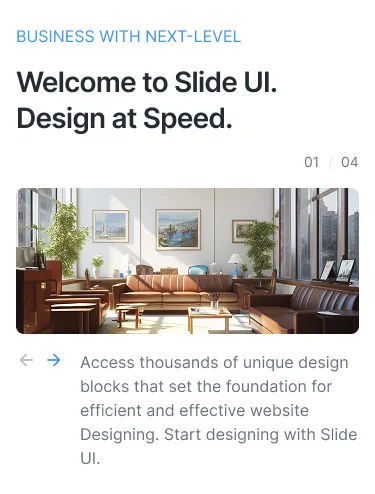 BUSINESS WITH NEXT-LEVEL
Welcome to Slide UI.
Design at Speed.
01 / 04
Access thousands of unique design
blocks that set the foundation for
efficient and effective website
Designing. Start designing with Slide
UI.